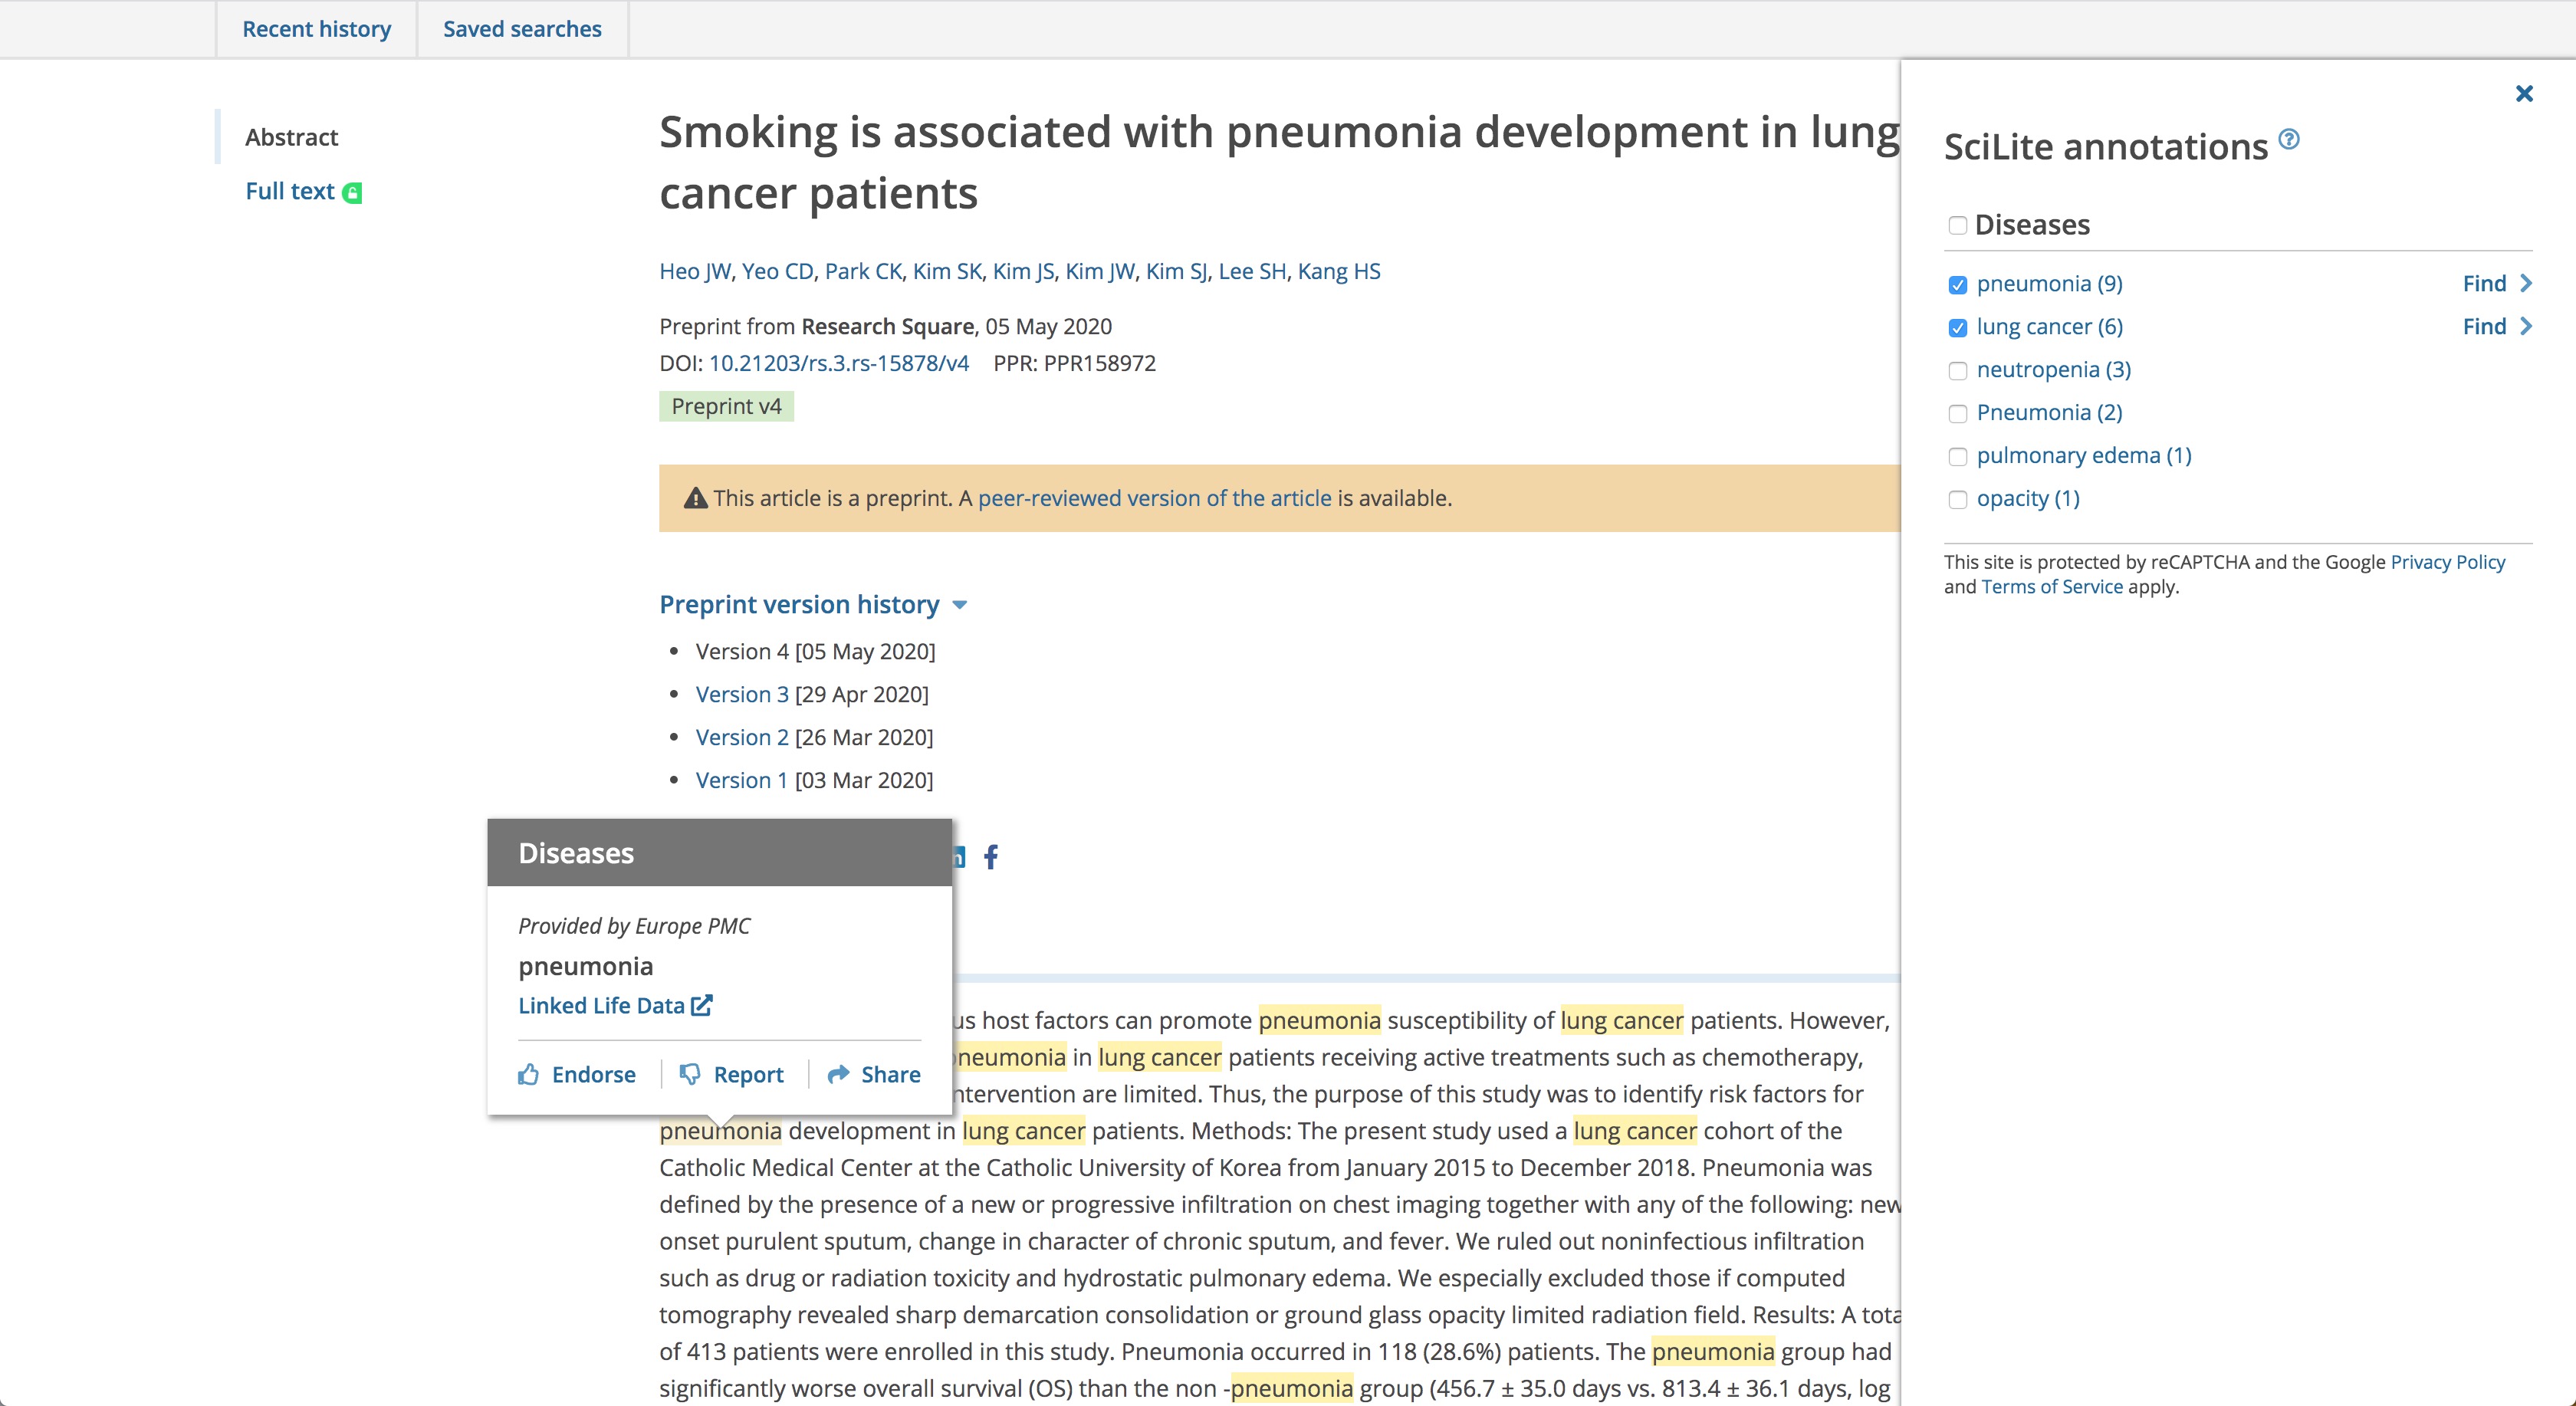 Recent history
Saved searches
Abstract
Full text
Smoking is associated with pneumonia development in lung
cancer patients
Heo JW, Yeo CD, Park CK, Kim SK, Kim JS, Kim JW, Kim SJ, Lee SH, Kang HS
Preprint from Research Square, 05 May 2020
DOI: 10.21203/rs.3.rs-15878/v4 PPR: PPR158972
Preprint v4
This article is a preprint. A peer-reviewed version of the article is available.
Preprint version history
• Version 4 [05 May 2020]
• Version 3 [29 Apr 2020]
• Version 2 [26 Mar 2020]
• Version 1 [03 Mar 2020]
Diseases
Provided by Europe PMC
pneumonia
Linked Life Data
Endorse
Report
Share
us host factors can promote pneumonia susceptibility of lung cancer patients. However,
pneumonia in lung cancer patients receiving active treatments such as chemotherapy,
ntervention are limited. Thus, the purpose of this study was to identify risk factors for
pneumonia development in lung cancer patients. Methods: The present study used a lung cancer cohort of the
Catholic Medical Center at the Catholic University of Korea from January 2015 to December 2018. Pneumonia was
defined by the presence of a new or progressive infiltration on chest imaging together with any of the following: new
onset purulent sputum, change in character of chronic sputum, and fever. We ruled out noninfectious infiltration
such as drug or radiation toxicity and hydrostatic pulmonary edema. We especially excluded those if computed
tomography revealed sharp demarcation consolidation or ground glass opacity limited radiation field. Results: A tota
of 413 patients were enrolled in this study. Pneumonia occurred in 118 (28.6%) patients. The pneumonia group had
significantly worse overall survival (OS) than the non -pneumonia group (456.7 ± 35.0 days vs. 813.4 ± 36.1 days, log
SciLite annotations
Diseases
pneumonia (9) Find
lung cancer (6) Find
neutropenia (3)
Pneumonia (2)
pulmonary edema (1)
opacity (1)
This site is protected by reCAPTCHA and the Google Privacy Policy
and Terms of Service apply.